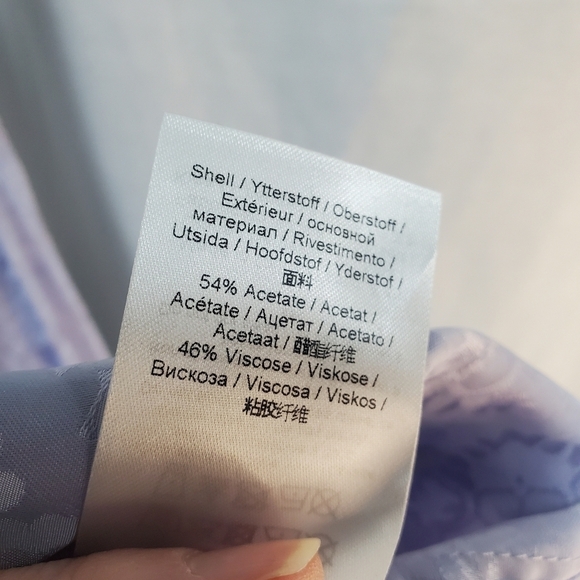 Shell / Ytterstoff / Oberstoff /
Extérieur / основной
материал / Rivestimento /
Utsida / Hoofdstof / Yderstof /
面料
54% Acetate / Acetat /
Acétate / Ацетат / Acetato /
Acetaat / 醋酯纤维
46% Viscose / Viskose /
Вискоза / Viscosa / Viskos /
粘胶纤维